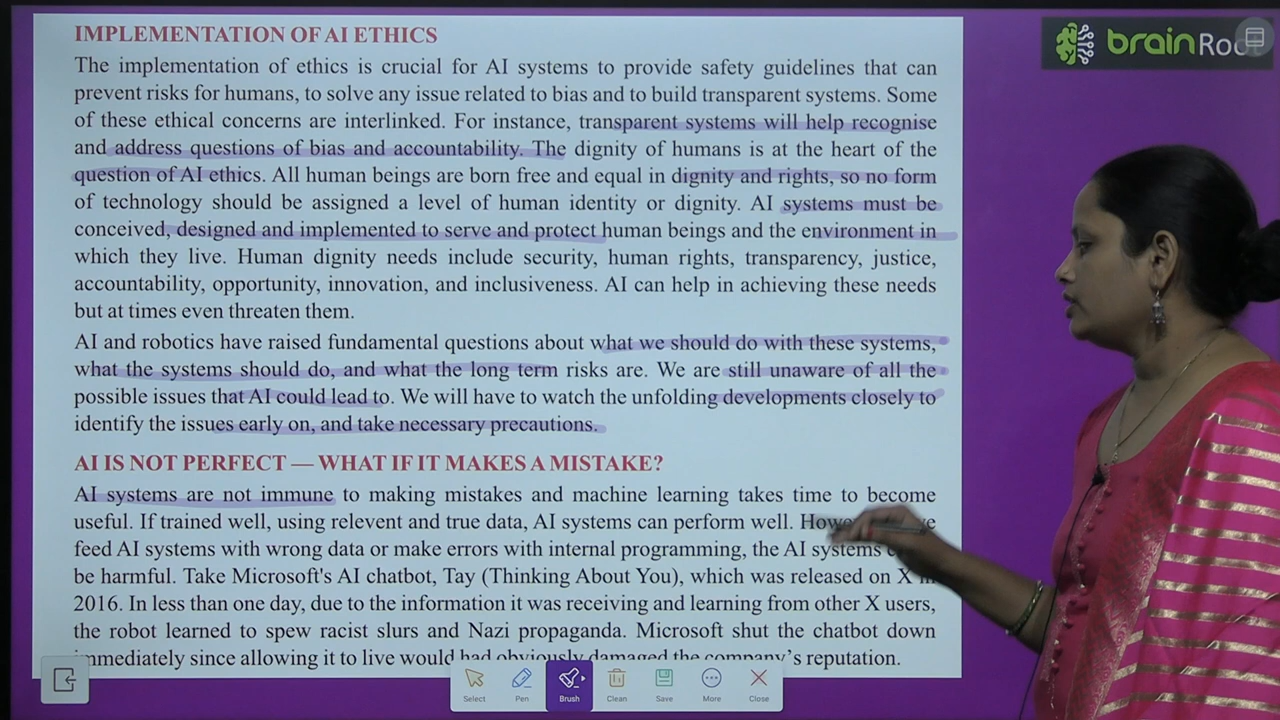 IMPLEMENTATION OF AI ETHICS
The implementation of ethics is crucial for AI systems to provide safety guidelines that can
prevent risks for humans, to solve any issue related to bias and to build transparent systems. Some
of these ethical concerns are interlinked. For instance, transparent systems will help recognise
and address questions of bias and accountability. The dignity of humans is at the heart of the
question of AI ethics. All human beings are born free and equal in dignity and rights, so no form
of technology should be assigned a level of human identity or dignity. AI systems must be
conceived, designed and implemented to serve and protect human beings and the environment in
which they live. Human dignity needs include security, human rights, transparency, justice,
accountability, opportunity, innovation, and inclusiveness. AI can help in achieving these needs
but at times even threaten them.
AI and robotics have raised fundamental questions about what we should do with these systems,
what the systems should do, and what the long term risks are. We are still unaware of all the
possible issues that AI could lead to. We will have to watch the unfolding developments closely to
identify the issues early on, and take necessary precautions.
AI IS NOT PERFECT — WHAT IF IT MAKES A MISTAKE?
AI systems are not immune to making mistakes and machine learning takes time to become
useful. If trained well, using relevent and true data, AI systems can perform well.
feed AI systems with wrong data or make errors with internal programming, the AI systems
be harmful. Take Microsoft's AI chatbot, Tay (Thinking About You), which was released on X
2016. In less than one day, due to the information it was receiving and learning from other X users,
the robot learned to spew racist slurs and Nazi propaganda. Microsoft shut the chatbot down
immediately since allowing it to live would had obviously damaged the company's reputation.
brain
Select Pen Brush Clean Save More Close